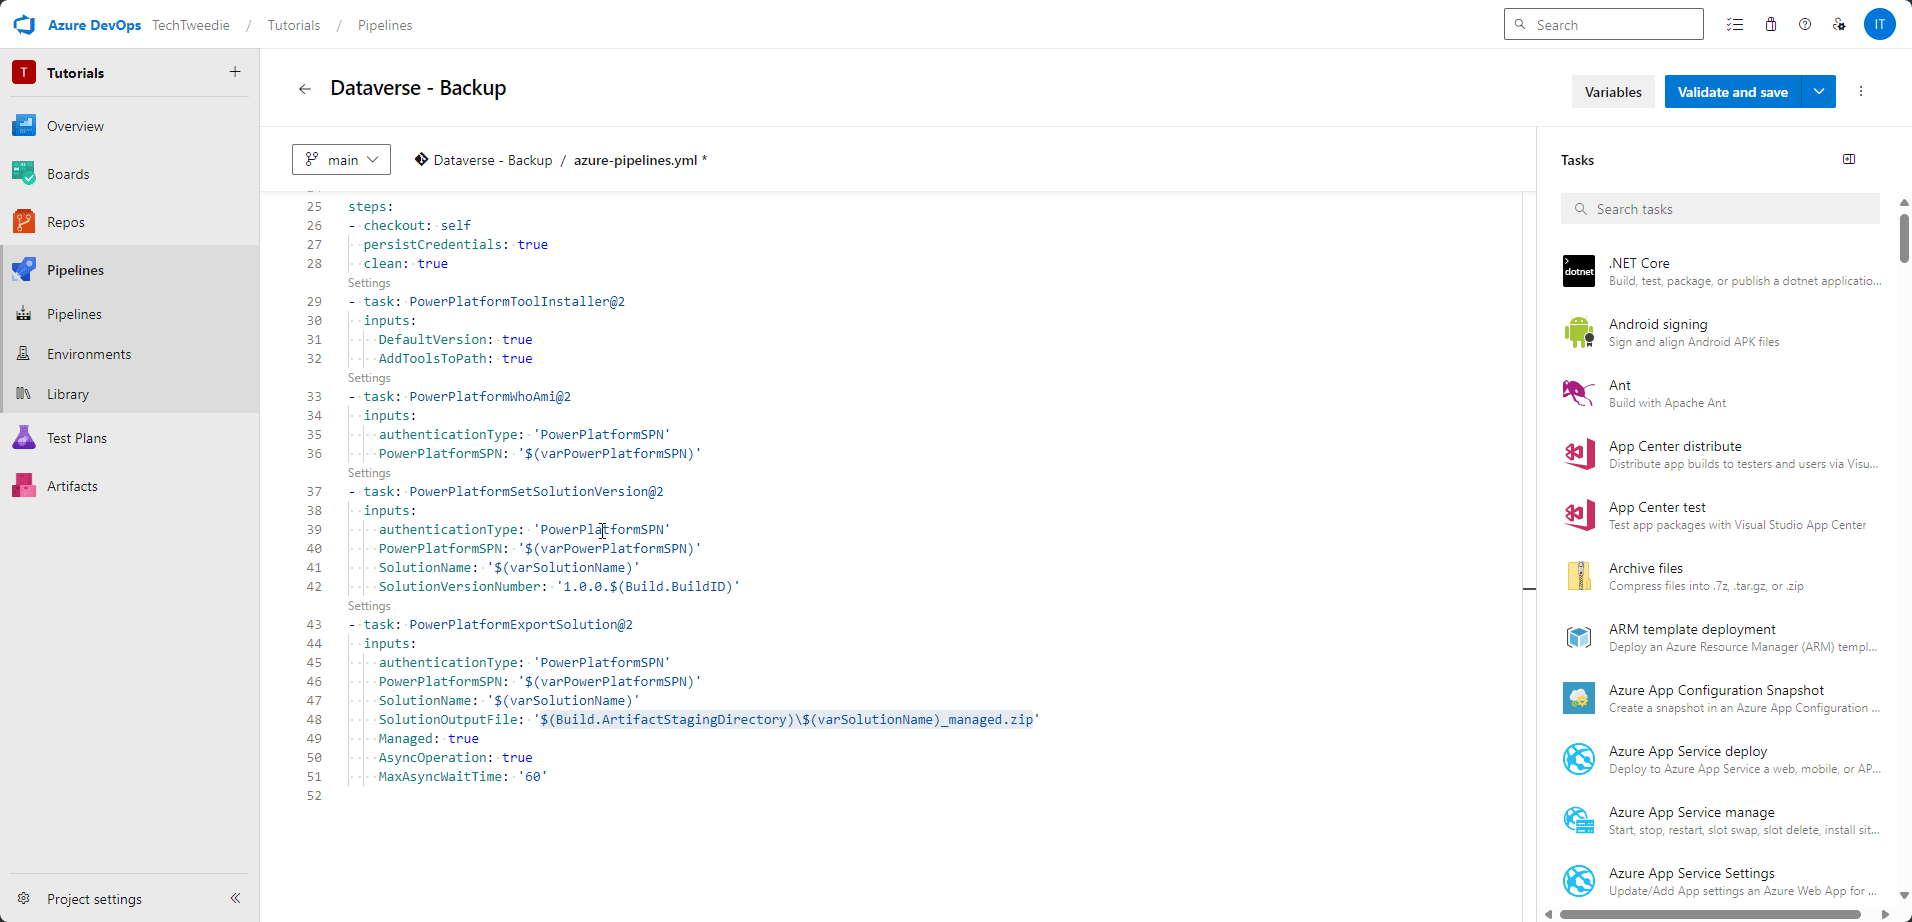 Azure DevOps TechTweedie / Tutorials / Pipelines
Search
IT
T Tutorials +
Overview
Boards
Repos
Pipelines
Pipelines
Environments
Library
Test Plans
Artifacts
Project settings
Dataverse - Backup
Variables
Validate and save
main
Dataverse - Backup / azure-pipelines.yml *
25 steps:
26 - checkout: self
27 persistCredentials: true
28 clean: true
Settings
29 - task: PowerPlatformToolInstaller@2
30 inputs:
31 DefaultVersion: true
32 AddToolsToPath: true
Settings
33 - task: PowerPlatformWhoAmi@2
34 inputs:
35 authenticationType: 'PowerPlatformSPN'
36 PowerPlatformSPN: '$(varPowerPlatformSPN)'
Settings
37 - task: PowerPlatformSetSolutionVersion@2
38 inputs:
39 authenticationType: 'PowerPlatformSPN'
40 PowerPlatformSPN: '$(varPowerPlatformSPN)'
41 SolutionName: '$(varSolutionName)'
42 SolutionVersionNumber: '1.0.0.$(Build.BuildID)'
Settings
43 - task: PowerPlatformExportSolution@2
44 inputs:
45 authenticationType: 'PowerPlatformSPN'
46 PowerPlatformSPN: '$(varPowerPlatformSPN)'
47 SolutionName: '$(varSolutionName)'
48 SolutionOutputFile: '$(Build.ArtifactStagingDirectory)\$(varSolutionName)_managed.zip'
49 Managed: true
50 AsyncOperation: true
51 MaxAsyncWaitTime: '60'
52
Tasks
Search tasks
dotnet
.NET Core
Build, test, package, or publish a dotnet applicatio...
Android signing
Sign and align Android APK files
Ant
Build with Apache Ant
App Center distribute
Distribute app builds to testers and users via Visu...
App Center test
Test app packages with Visual Studio App Center
Archive files
Compress files into .7z, .tar.gz, or .zip
ARM template deployment
Deploy an Azure Resource Manager (ARM) templ...
Azure App Configuration Snapshot
Create a snapshot in an Azure App Configuration ...
Azure App Service deploy
Deploy to Azure App Service a web, mobile, or AP...
Azure App Service manage
Start, stop, restart, slot swap, slot delete, install sit...
Azure App Service Settings
Update/Add App settings an Azure Web App for ...